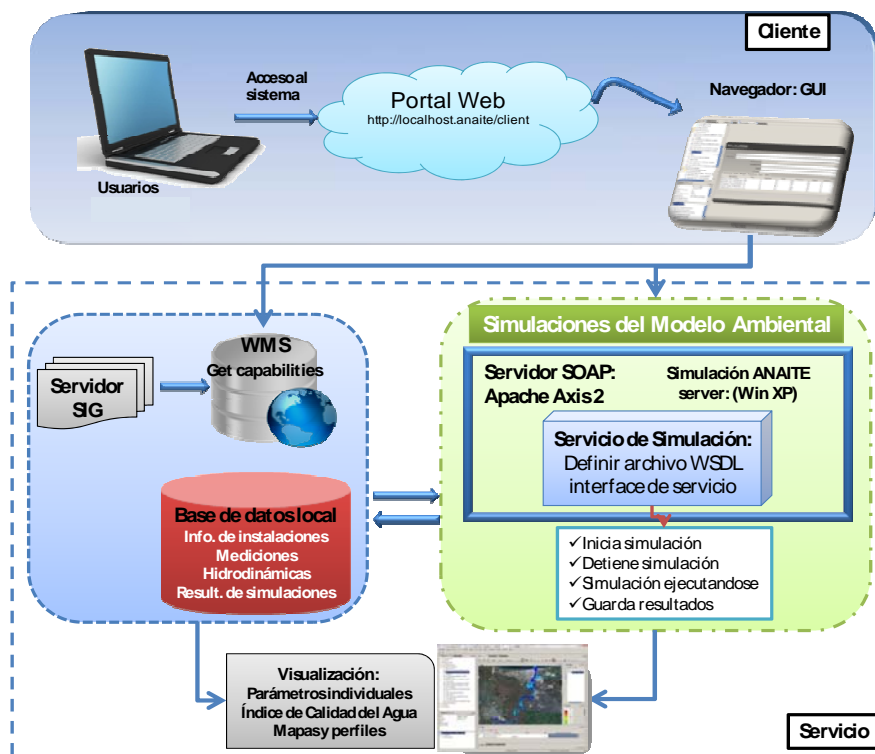 Cliente
Acceso al
sistema
Portal Web
http://localhost.anaite/client
Navegador: GUI
Usuarios
WMS
Get capabilities
Servidor
SIG
Base de datos local
Info. de instalaciones
Mediciones
Hidrodinámicas
Result. de simulaciones
Simulaciones del Modelo Ambiental
Servidor SOAP:
Apache Axis 2
Simulación ANAITE
server: (Win XP)
Servicio de Simulación:
Definir archivo WSDL
interface de servicio
✓Inicia simulación
✓Detiene simulación
✓Simulación ejecutandose
✓Guarda resultados
Visualización:
Parámetros individuales
Índice de Calidad del Agua
Mapas y perfiles
Servicio